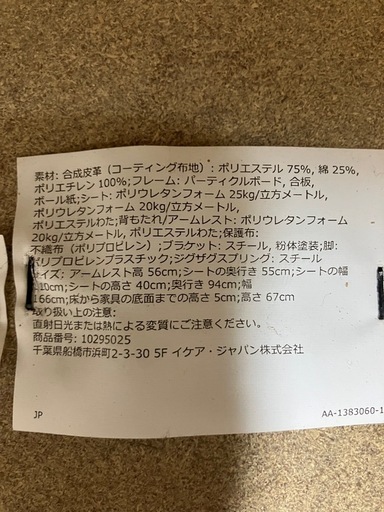 素材: 合成皮革（コーティング布地）: ポリエステル 75%, 綿 25%,
ポリエチレン 100%;フレーム: パーティクルボード, 合板,
ボール紙;シート: ポリウレタンフォーム 25kg/立方メートル,
ポリウレタンフォーム 20kg/立方メートル,
ポリエステルわた;背もたれ/アームレスト: ポリウレタンフォーム
20kg/立方メートル, ポリエステルわた;保護布:
不織布（ポリプロピレン）;ブラケット: スチール, 粉体塗装;脚:
ポリプロピレンプラスチック;ジグザグスプリング: スチール
サイズ: アームレスト高 56cm;シートの奥行き 55cm;シートの幅
10cm;シートの高さ 40cm;奥行き 94cm;幅
166cm;床から家具の底面までの高さ 5cm;高さ 67cm
取り扱い上の注意:
直射日光または熱による変質にご注意ください。
商品番号: 10295025
千葉県船橋市浜町2-3-30 5F イケア・ジャパン株式会社
JP
AA-1383060-1